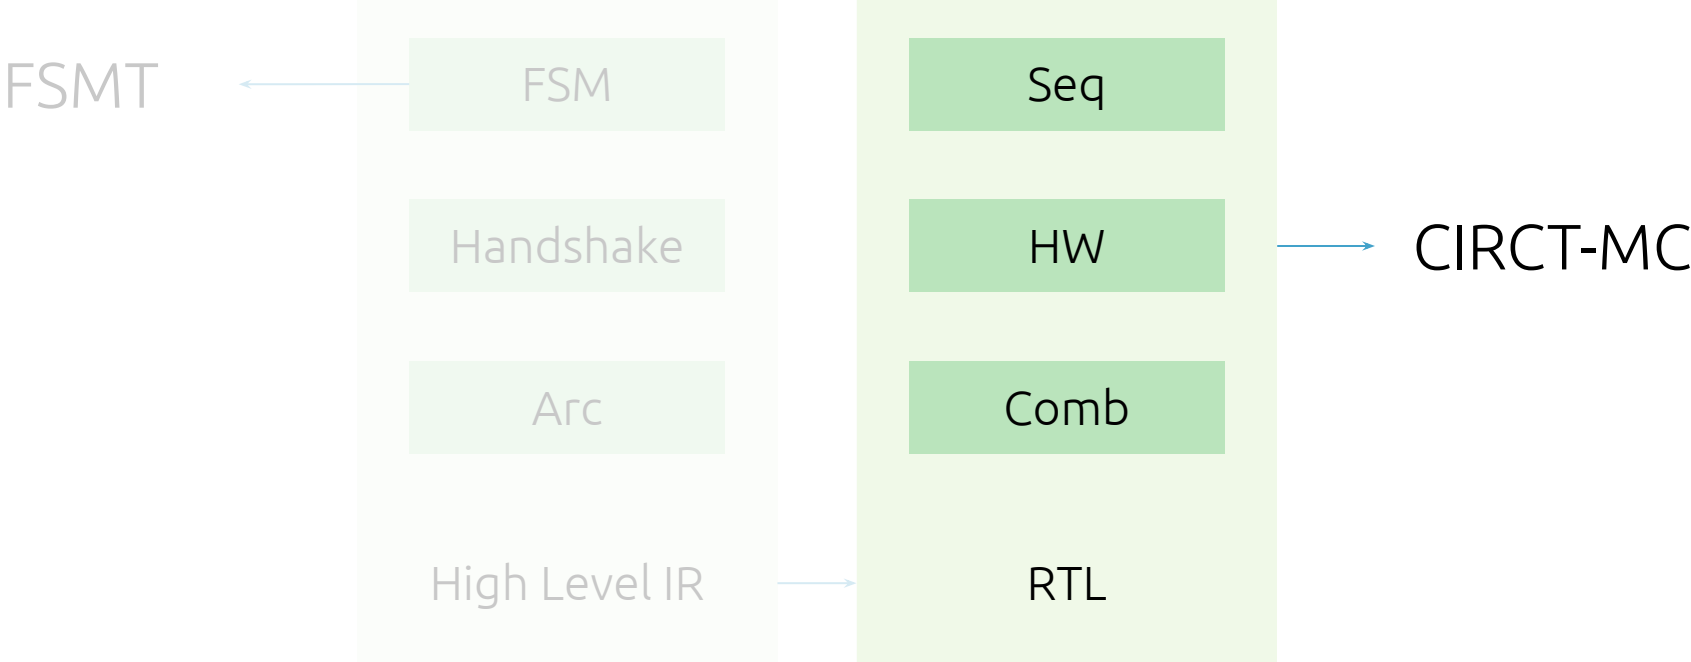 FSMT
FSM
Handshake
Arc
High Level IR
Seq
HW
Comb
RTL
CIRCT-MC